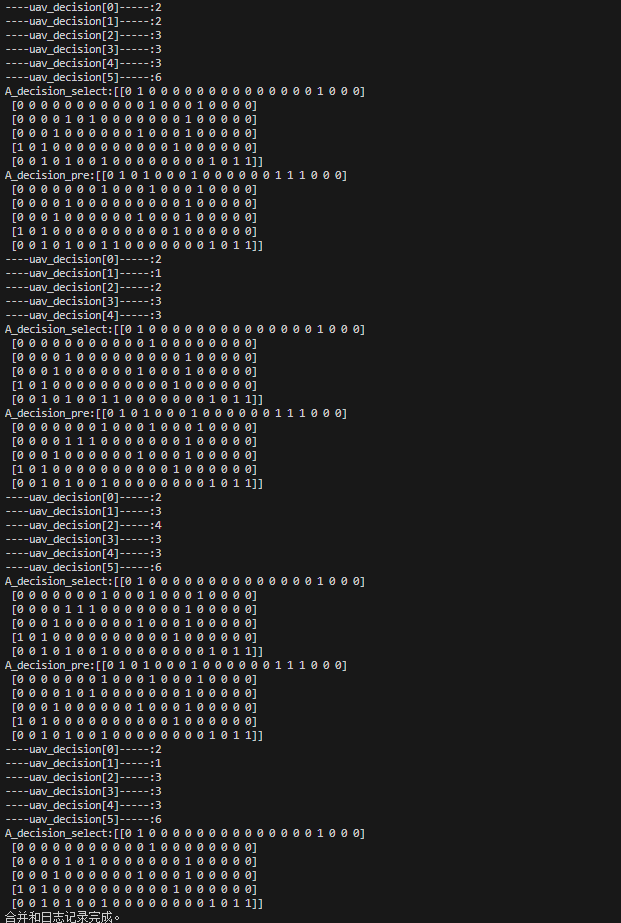 ----uav_decision[0]-----:2
----uav_decision[1]-----:2
----uav_decision[2]-----:3
----uav_decision[3]-----:3
----uav_decision[4]-----:3
----uav_decision[5]-----:6
A_decision_select:[[0 1 0 0 0 0 0 0 0 0 0 0 0 0 0 0 1 0 0 0]
[0 0 0 0 0 0 0 0 0 0 0 1 0 0 0 1 0 0 0 0]
[0 0 0 0 1 0 1 0 0 0 0 0 0 0 1 0 0 0 0 0]
[0 0 0 1 0 0 0 0 0 0 1 0 0 0 1 0 0 0 0 0]
[1 0 1 0 0 0 0 0 0 0 0 0 0 1 0 0 0 0 0 0]
[0 0 1 0 1 0 0 1 0 0 0 0 0 0 0 0 1 0 1 1]]
A_decision_pre:[[0 1 0 1 0 0 0 1 0 0 0 0 0 0 1 1 1 0 0 0]
[0 0 0 0 0 0 0 1 0 0 0 1 0 0 0 1 0 0 0 0]
[0 0 0 0 1 0 0 0 0 0 0 0 0 0 1 0 0 0 0 0]
[0 0 0 1 0 0 0 0 0 0 1 0 0 0 1 0 0 0 0 0]
[1 0 1 0 0 0 0 0 0 0 0 0 0 1 0 0 0 0 0 0]
[0 0 1 0 1 0 0 1 1 0 0 0 0 0 0 0 1 0 1 1]]
----uav_decision[0]-----:2
----uav_decision[1]-----:1
----uav_decision[2]-----:2
----uav_decision[3]-----:3
----uav_decision[4]-----:3
A_decision_select:[[0 1 0 0 0 0 0 0 0 0 0 0 0 0 0 0 1 0 0 0]
[0 0 0 0 0 0 0 0 0 0 0 1 0 0 0 0 0 0 0 0]
[0 0 0 0 1 0 0 0 0 0 0 0 0 0 1 0 0 0 0 0]
[0 0 0 1 0 0 0 0 0 0 1 0 0 0 1 0 0 0 0 0]
[1 0 1 0 0 0 0 0 0 0 0 0 0 1 0 0 0 0 0 0]
[0 0 1 0 1 0 0 1 1 0 0 0 0 0 0 0 1 0 1 1]]
A_decision_pre:[[0 1 0 1 0 0 0 1 0 0 0 0 0 0 1 1 1 0 0 0]
[0 0 0 0 0 0 0 1 0 0 0 1 0 0 0 1 0 0 0 0]
[0 0 0 0 1 1 1 0 0 0 0 0 0 0 1 0 0 0 0 0]
[0 0 0 1 0 0 0 0 0 0 1 0 0 0 1 0 0 0 0 0]
[1 0 1 0 0 0 0 0 0 0 0 0 0 1 0 0 0 0 0 0]
[0 0 1 0 1 0 0 1 0 0 0 0 0 0 0 0 1 0 1 1]]
----uav_decision[0]-----:2
----uav_decision[1]-----:3
----uav_decision[2]-----:4
----uav_decision[3]-----:3
----uav_decision[4]-----:3
----uav_decision[5]-----:6
A_decision_select:[[0 1 0 0 0 0 0 0 0 0 0 0 0 0 0 0 1 0 0 0]
[0 0 0 0 0 0 0 1 0 0 0 1 0 0 0 1 0 0 0 0]
[0 0 0 0 1 1 1 0 0 0 0 0 0 0 1 0 0 0 0 0]
[0 0 0 1 0 0 0 0 0 0 1 0 0 0 1 0 0 0 0 0]
[1 0 1 0 0 0 0 0 0 0 0 0 0 1 0 0 0 0 0 0]
[0 0 1 0 1 0 0 1 0 0 0 0 0 0 0 0 1 0 1 1]]
A_decision_pre:[[0 1 0 1 0 0 0 1 0 0 0 0 0 0 1 1 1 0 0 0]
[0 0 0 0 0 0 0 1 0 0 0 1 0 0 0 1 0 0 0 0]
[0 0 0 0 1 0 1 0 0 0 0 0 0 0 1 0 0 0 0 0]
[0 0 0 1 0 0 0 0 0 0 1 0 0 0 1 0 0 0 0 0]
[1 0 1 0 0 0 0 0 0 0 0 0 0 1 0 0 0 0 0 0]
[0 0 1 0 1 0 0 1 0 0 0 0 0 0 0 0 1 0 1 1]]
----uav_decision[0]-----:2
----uav_decision[1]-----:1
----uav_decision[2]-----:3
----uav_decision[3]-----:3
----uav_decision[4]-----:3
----uav_decision[5]-----:6
A_decision_select:[[0 1 0 0 0 0 0 0 0 0 0 0 0 0 0 0 1 0 0 0]
[0 0 0 0 0 0 0 0 0 0 0 1 0 0 0 0 0 0 0 0]
[0 0 0 0 1 0 1 0 0 0 0 0 0 0 1 0 0 0 0 0]
[0 0 0 1 0 0 0 0 0 0 1 0 0 0 1 0 0 0 0 0]
[1 0 1 0 0 0 0 0 0 0 0 0 0 1 0 0 0 0 0 0]
[0 0 1 0 1 0 0 1 0 0 0 0 0 0 0 0 1 0 1 1]]
合并和日志记录完成。